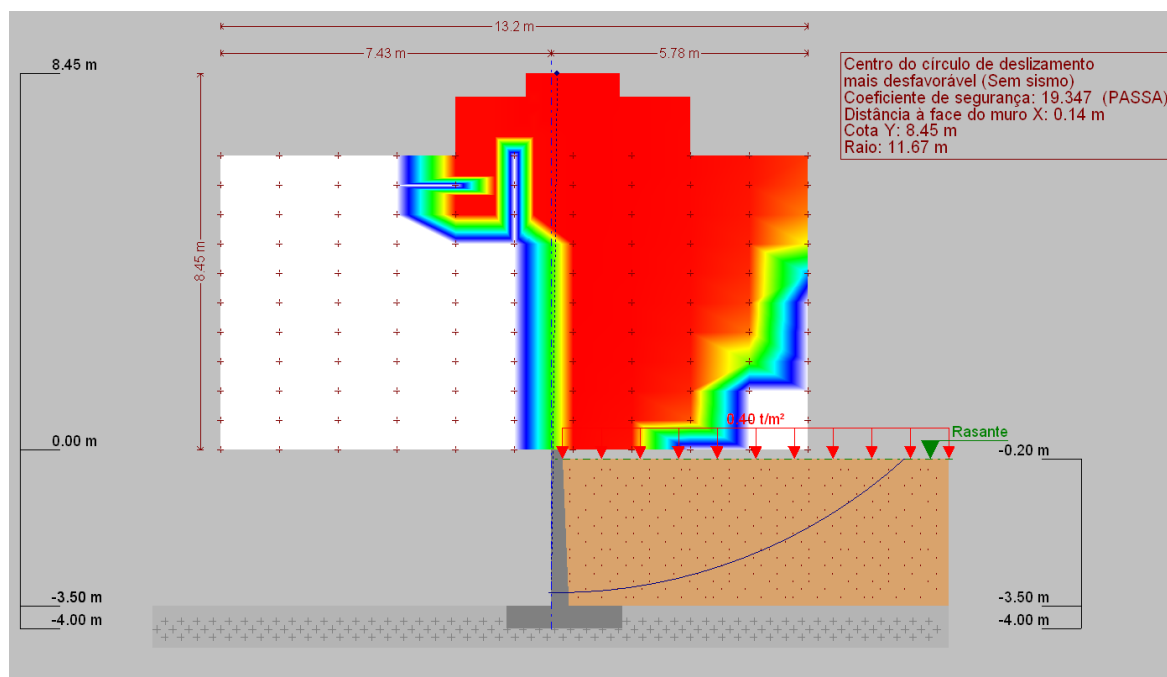 13.2 m
7.43 m
5.78 m
8.45 m
Centro do círculo de deslizamento
mais desfavorável (Sem sismo)
Coeficiente de segurança: 19.347 (PASSA)
Distância à face do muro X: 0.14 m
Cota Y: 8.45 m
Raio: 11.67 m
8.45 m
0.40 t/m²
Rasante
0.00 m
-0.20 m
-3.50 m
-4.00 m
-3.50 m
-4.00 m